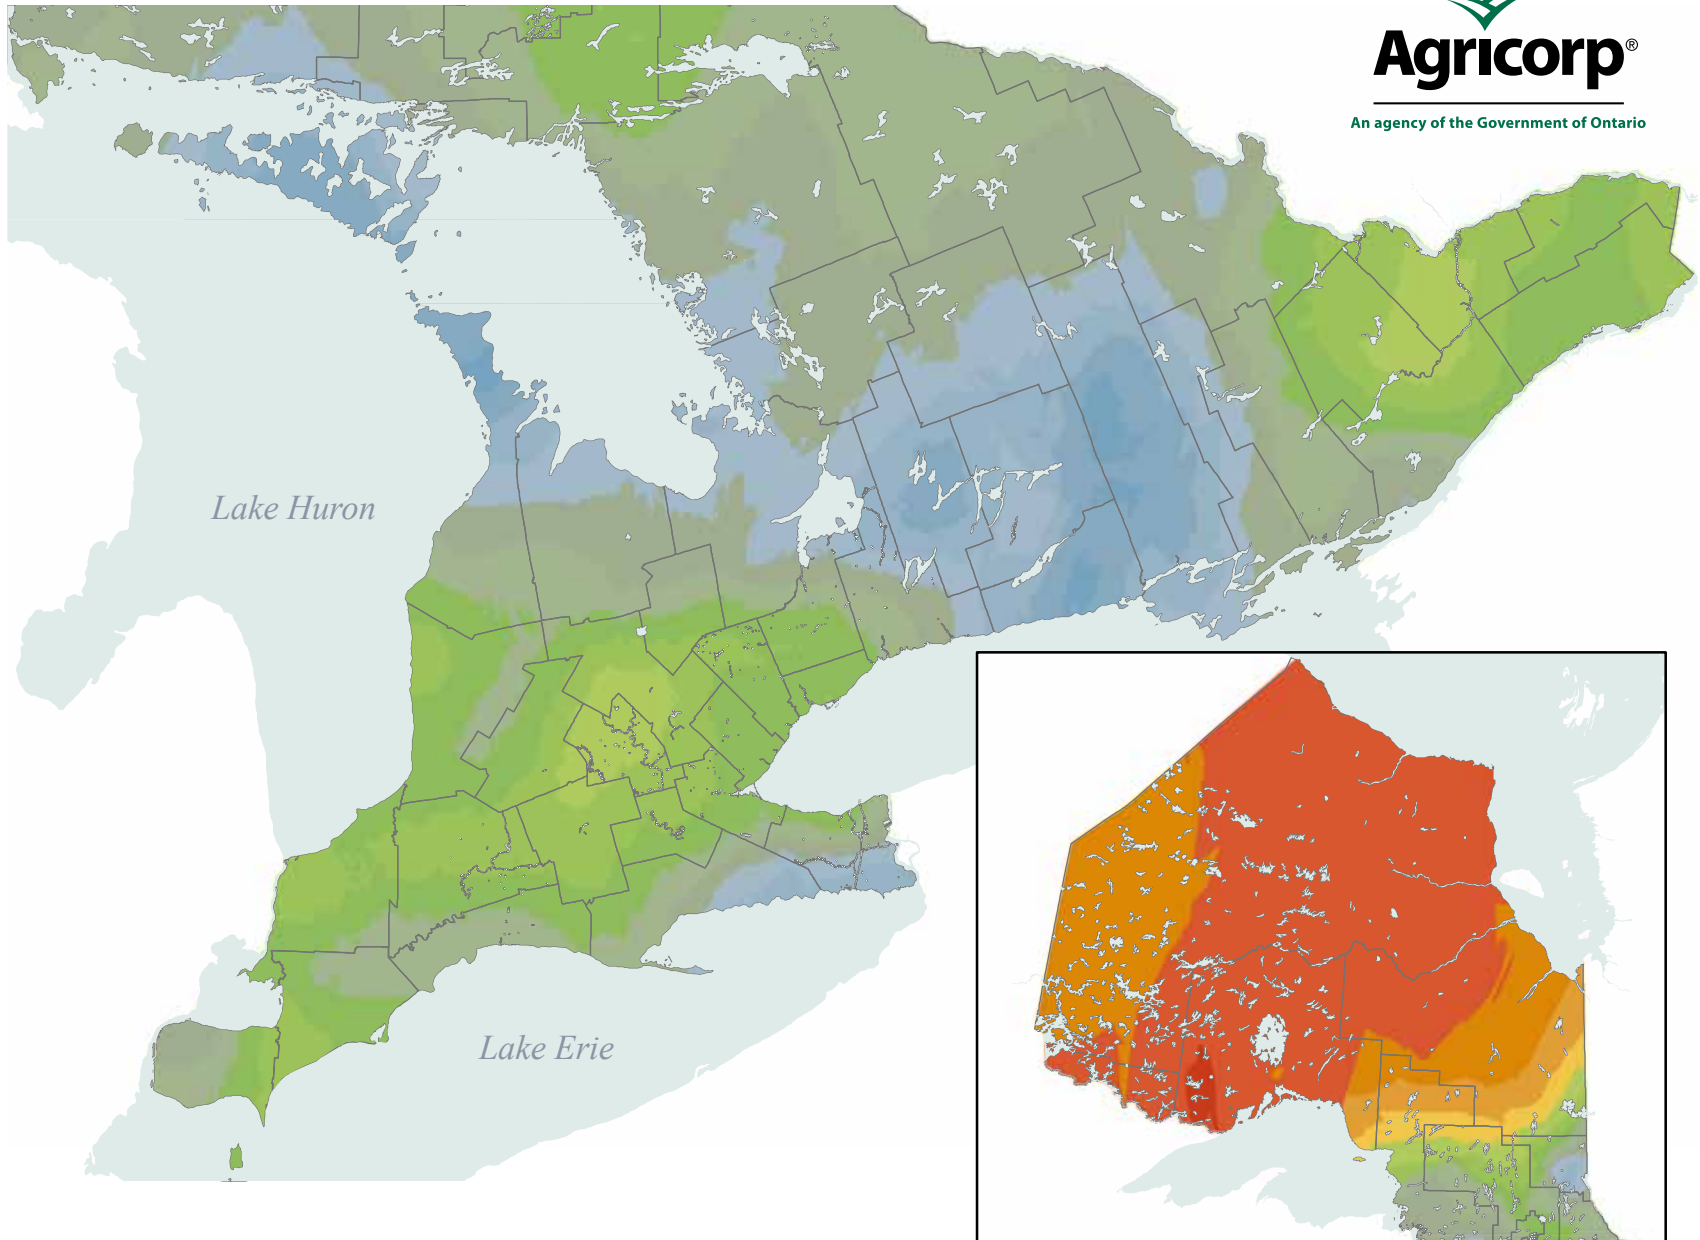 Agricorp®
An agency of the Government of Ontario
Lake Huron
Lake Erie